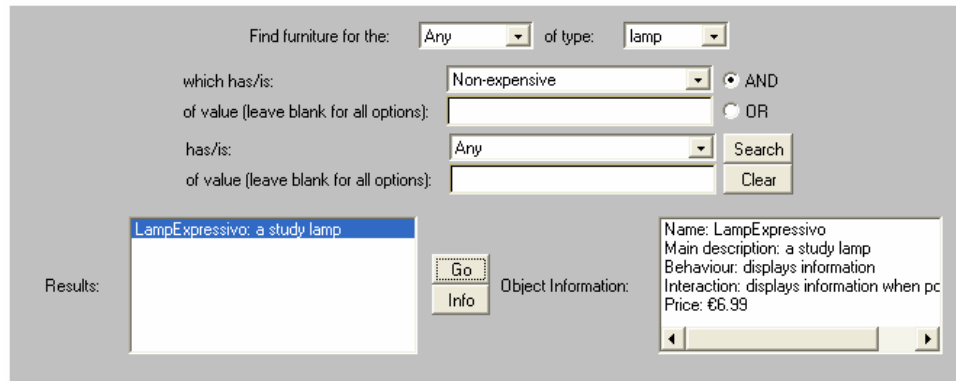 Find furniture for the: Any of type: lamp
which has/is: Non-expensive AND
of value (leave blank for all options): OR
has/is: Any Search
of value (leave blank for all options): Clear
Results:
LampExpressivo: a study lamp
Go
Info
Object Information:
Name: LampExpressivo
Main description: a study lamp
Behaviour: displays information
Interaction: displays information when
Price: €6.99